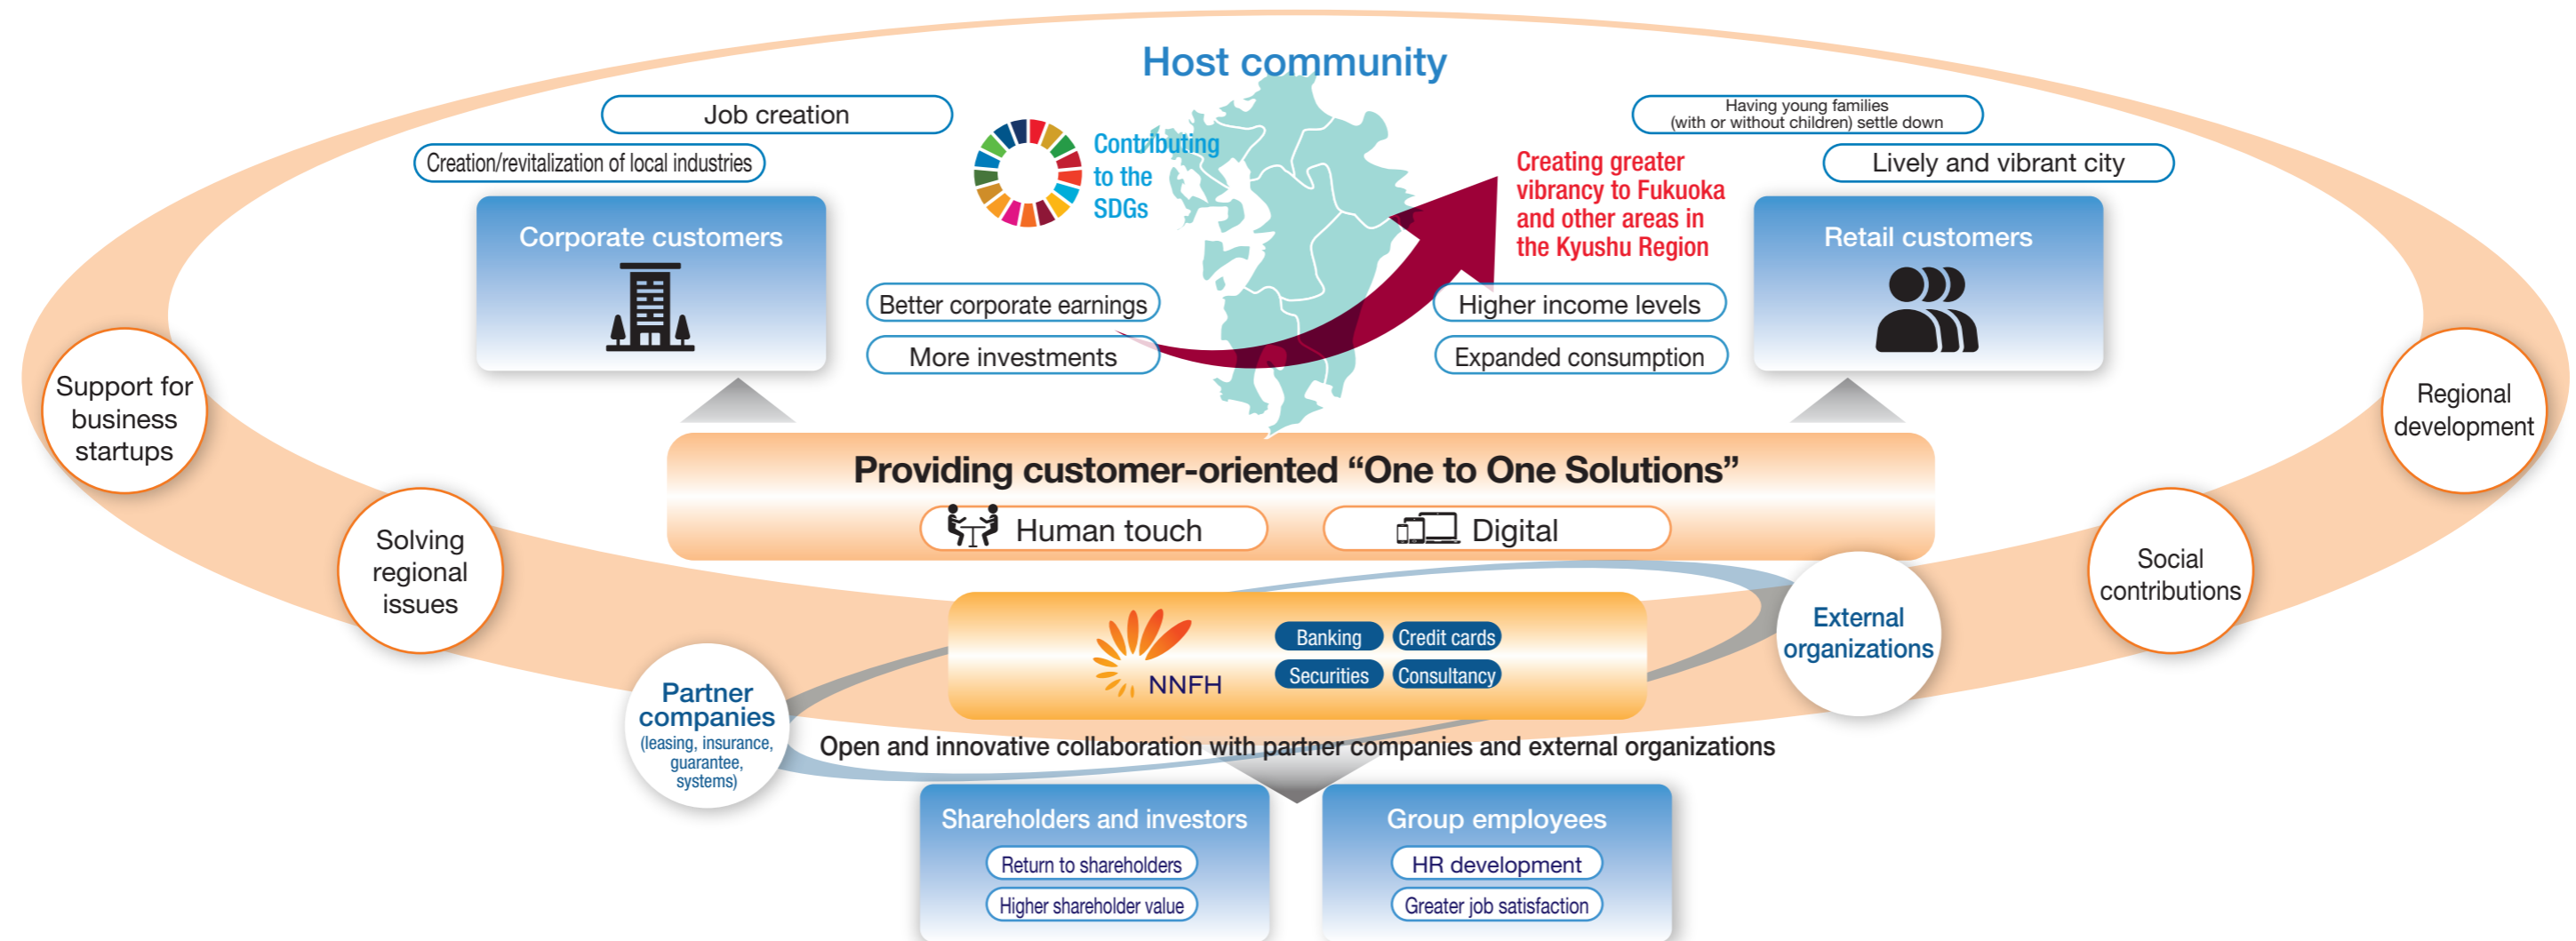 Host community
Job creation
Creation/revitalization of local industries
Corporate customers
Contributing
to the
SDGs
Better corporate earnings
More investments
Creating greater
vibrancy to Fukuoka
and other areas in
the Kyushu Region
Having young families
(with or without children) settle down
Lively and vibrant city
Retail customers
Higher income levels
Expanded consumption
Support for
business
startups
Solving
regional
issues
Regional
development
Social
contributions
Providing customer-oriented “One to One Solutions”
Human touch
Digital
NNFH
Banking
Credit cards
Securities
Consultancy
Partner
companies
(leasing, insurance,
guarantee,
systems)
External
organizations
Open and innovative collaboration with partner companies and external organizations
Shareholders and investors
Return to shareholders
Higher shareholder value
Group employees
HR development
Greater job satisfaction